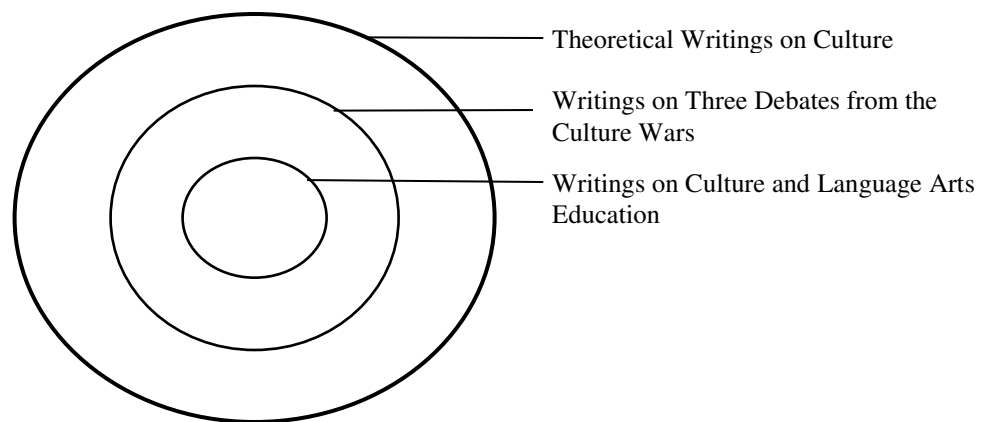 Theoretical Writings on Culture
Writings on Three Debates from the
Culture Wars
Writings on Culture and Language Arts
Education